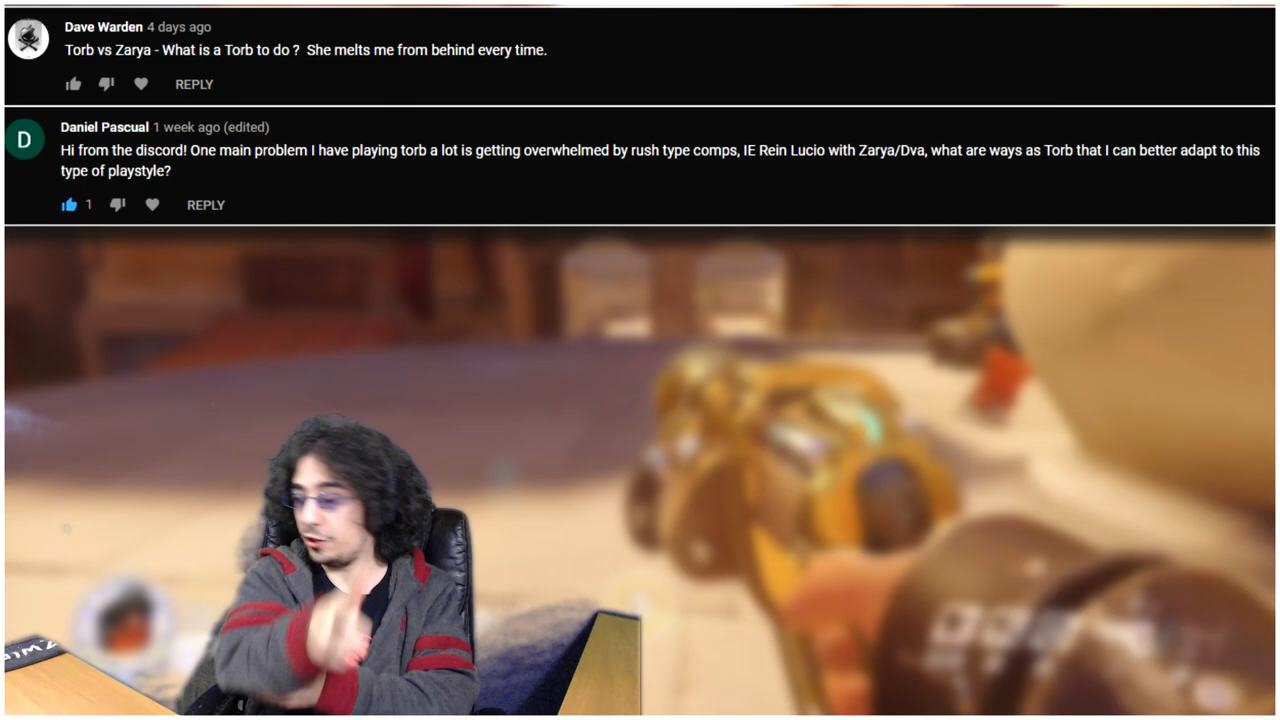 Dave Warden 4 days ago
Torb vs Zarya - What is a Torb to do ? She melts me from behind every time.
REPLY
D
Daniel Pascual 1 week ago (edited)
Hi from the discord! One main problem I have playing torb a lot is getting overwhelmed by rush type comps, IE Rein Lucio with Zarya/Dva, what are ways as Torb that I can better adapt to this
type of playstyle?
1
REPLY